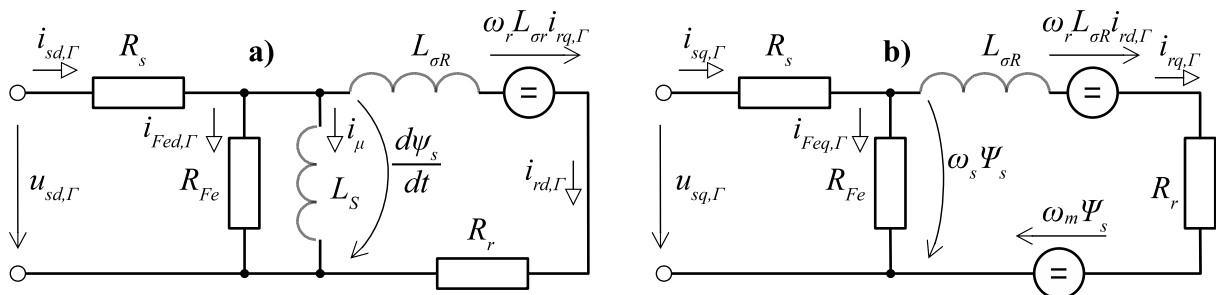 a)
i_{sd,Γ}
R_s
L_{σR}
ω_r L_{σr} i_{rq,Γ}
i_{Fed,Γ}
i_μ
dψ_s
dt
i_{rd,Γ}
u_{sd,Γ}
R_{Fe}
L_S
R_r
=
b)
i_{sq,Γ}
R_s
L_{σR}
ω_r L_{σR} i_{rd,Γ}
i_{rq,Γ}
=
i_{Feq,Γ}
ω_s Ψ_s
u_{sq,Γ}
R_{Fe}
R_r
ω_m Ψ_s
=